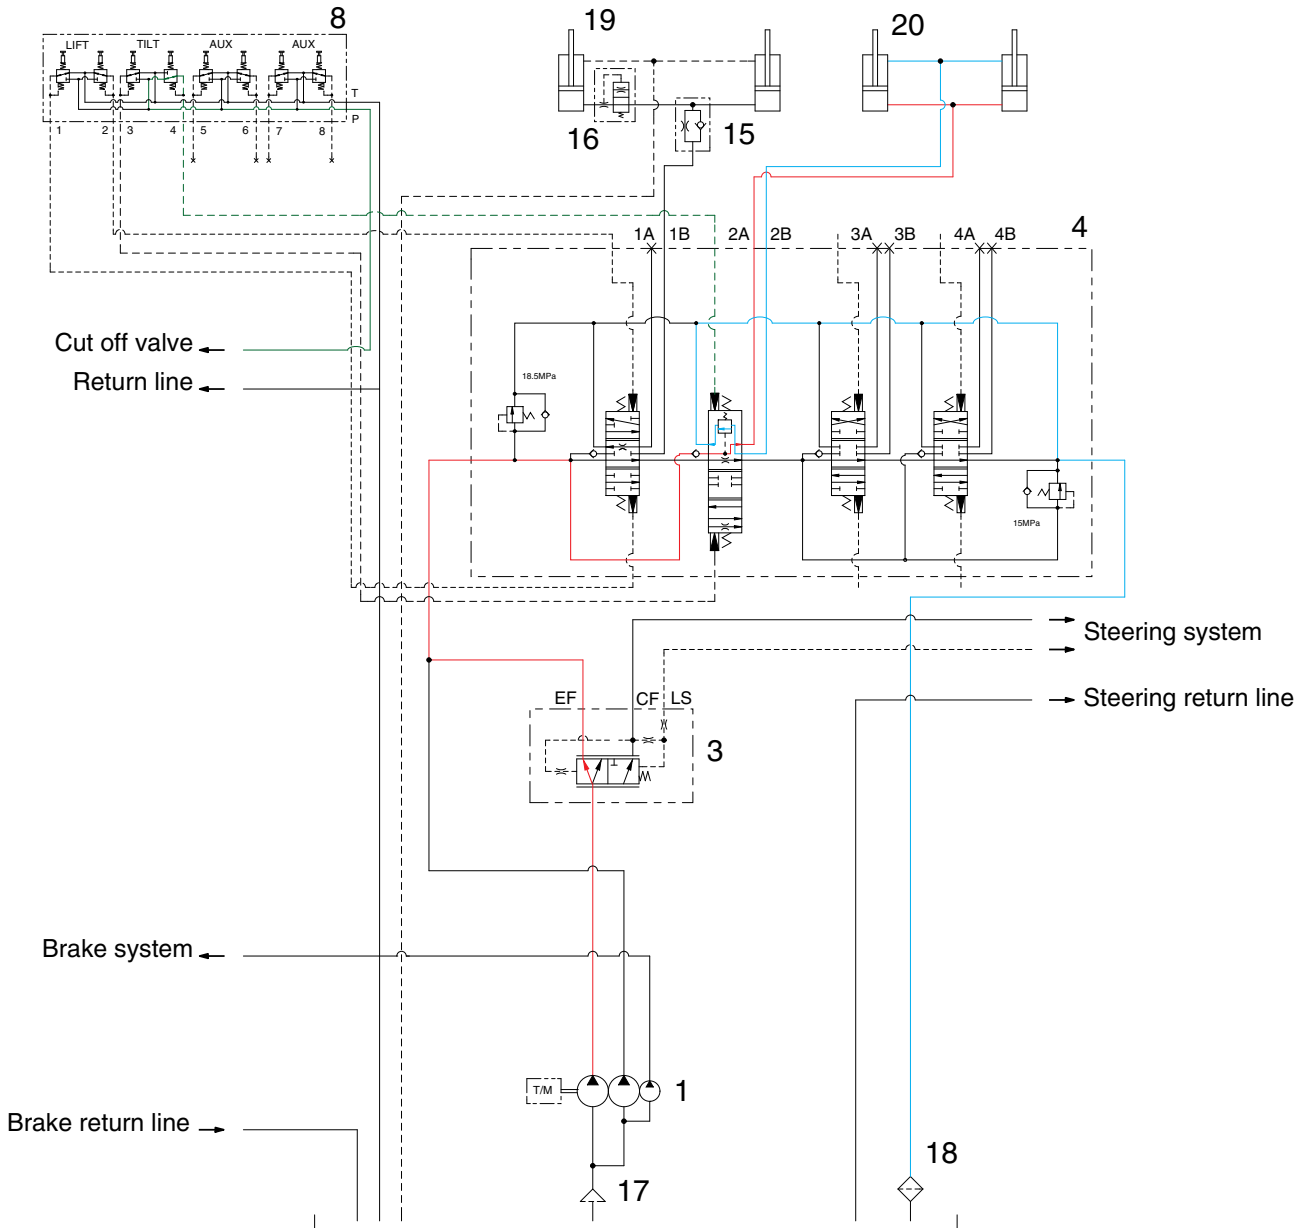 8
19
20
LIFT TILT AUX AUX
T
P
1 2 3 4 5 6 7 8
16
15
1A 1B 2A 2B 3A 3B 4A 4B
4
Cut off valve
Return line
18.5MPa
15MPa
Steering system
EF CF LS
Steering return line
3
Brake system
T/M
1
Brake return line
17
18